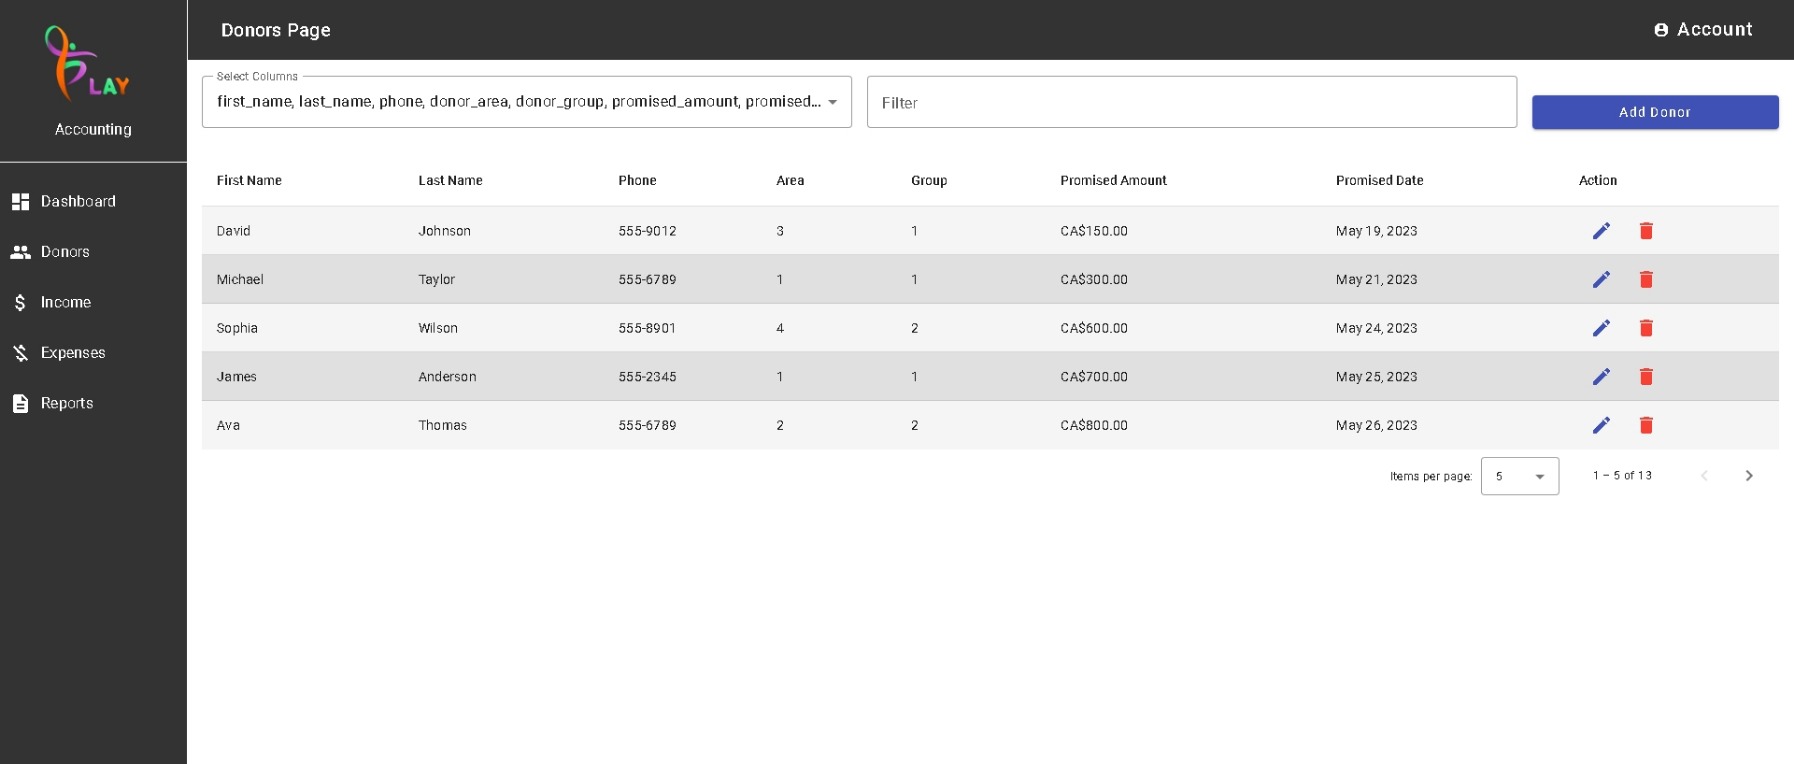 LAY
Accounting
Dashboard
Donors
Income
Expenses
Reports
Donors Page
Account
Select Columns
first_name, last_name, phone, donor_area, donor_group, promised_amount, promised...
Filter
Add Donor
First Name Last Name Phone Area Group Promised Amount Promised Date Action
David Johnson 555-9012 3 1 CA$150.00 May 19, 2023
Michael Taylor 555-6789 1 1 CA$300.00 May 21, 2023
Sophia Wilson 555-8901 4 2 CA$600.00 May 24, 2023
James Anderson 555-2345 1 1 CA$700.00 May 25, 2023
Ava Thomas 555-6789 2 2 CA$800.00 May 26, 2023
Items per page: 5 1 – 5 of 13